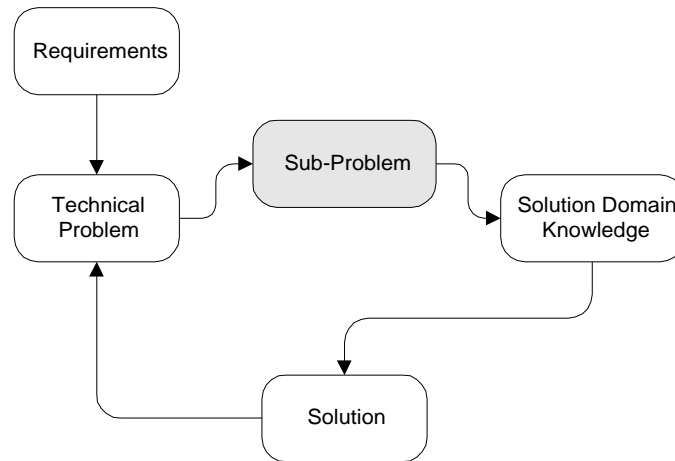 Requirements
Sub-Problem
Technical
Problem
Solution Domain
Knowledge
Solution